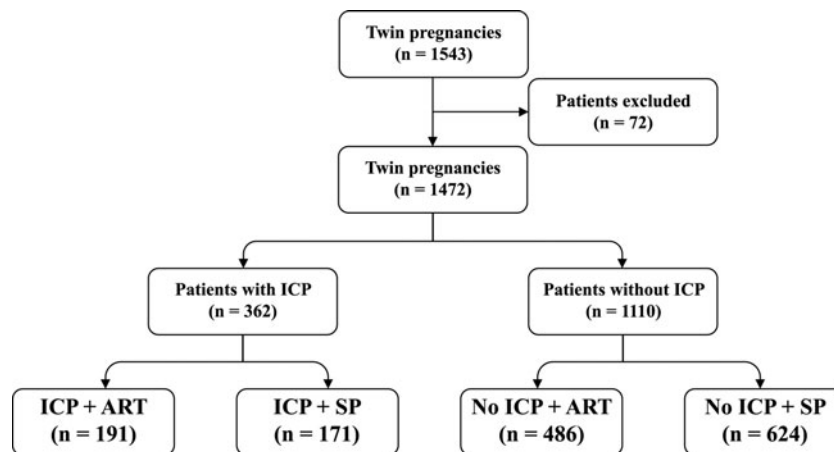 Twin pregnancies
(n = 1543)
Patients excluded
(n = 72)
Twin pregnancies
(n = 1472)
Patients with ICP
(n = 362)
Patients without ICP
(n = 1110)
ICP + ART
(n = 191)
ICP + SP
(n = 171)
No ICP + ART
(n = 486)
No ICP + SP
(n = 624)